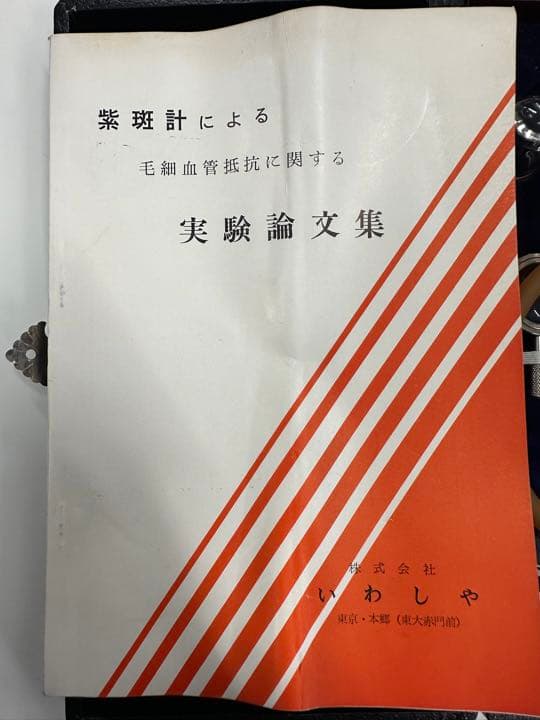 紫斑計による
毛細血管抵抗に関する
実験論文集
株式会社
いわしや
東京・本郷（東大赤門前）